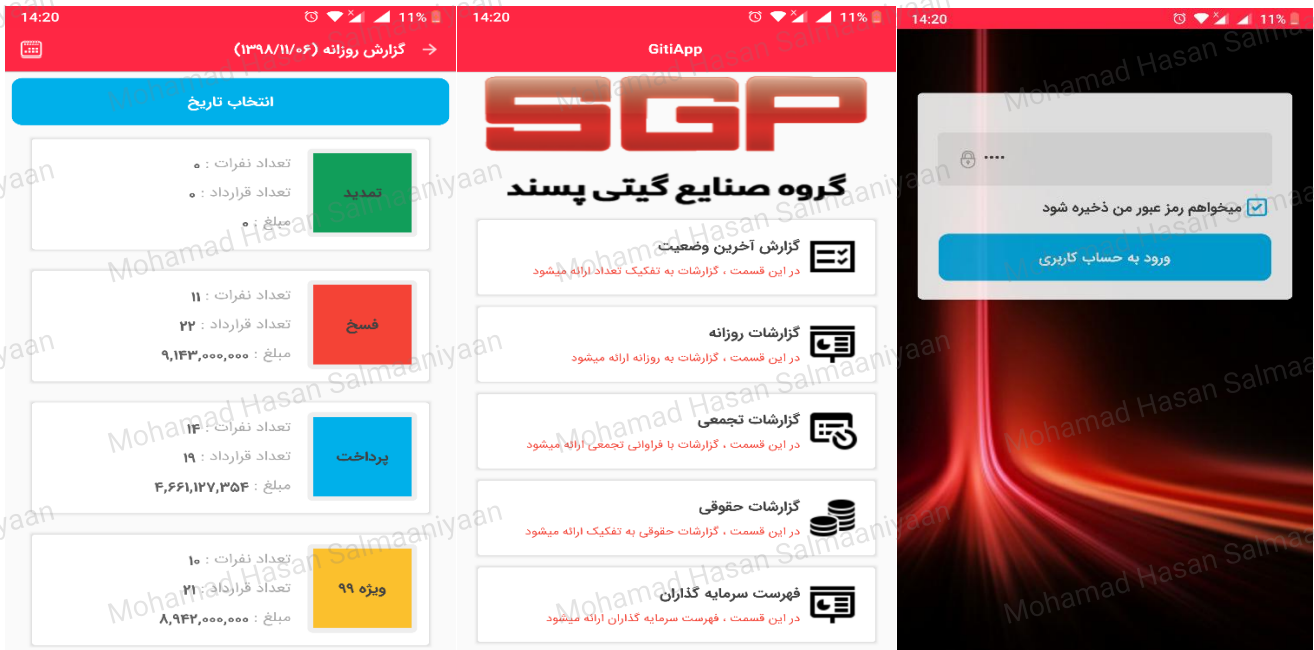 14:20
11%
گزارش روزانه (۱۳۹۸/۱۱/۰۶)
انتخاب تاریخ
تمدید
تعداد نفرات : ۰
تعداد قرارداد : ۰
مبلغ : ۰
فسخ
تعداد نفرات : ۱۱
تعداد قرارداد : ۲۲
مبلغ : ۹,۱۴۳,۰۰۰,۰۰۰
پرداخت
تعداد نفرات : ۱۴
تعداد قرارداد : ۱۹
مبلغ : ۴,۶۶۱,۱۲۷,۳۵۴
ویژه ۹۹
تعداد نفرات : ۱۰
تعداد قرارداد : ۲۱
مبلغ : ۸,۹۴۲,۰۰۰,۰۰۰
14:20
11%
GitiApp
SGP
گروه صنایع گیتی پسند
گزارش آخرین وضعیت
در این قسمت ، گزارشات به تفکیک تعداد ارائه میشود
گزارشات روزانه
در این قسمت ، گزارشات به روزانه ارائه میشود
گزارشات تجمعی
در این قسمت ، گزارشات با فراوانی تجمعی ارائه میشود
گزارشات حقوقی
در این قسمت ، گزارشات حقوقی به تفکیک ارائه میشود
فهرست سرمایه گذاران
در این قسمت ، فهرست سرمایه گذاران ارائه میشود
14:20
11%
میخواهم رمز عبور من ذخیره شود
ورود به حساب کاربری
Mohamad Hasan Salmaaniyaan